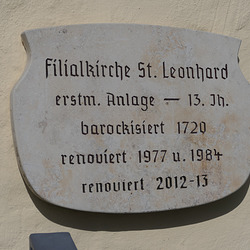 Filialkirche St. Leonhard
erstm. Anlage — 13. Jh.
barockisiert 1720
renoviert 1977 u. 1984
renoviert 2012-13